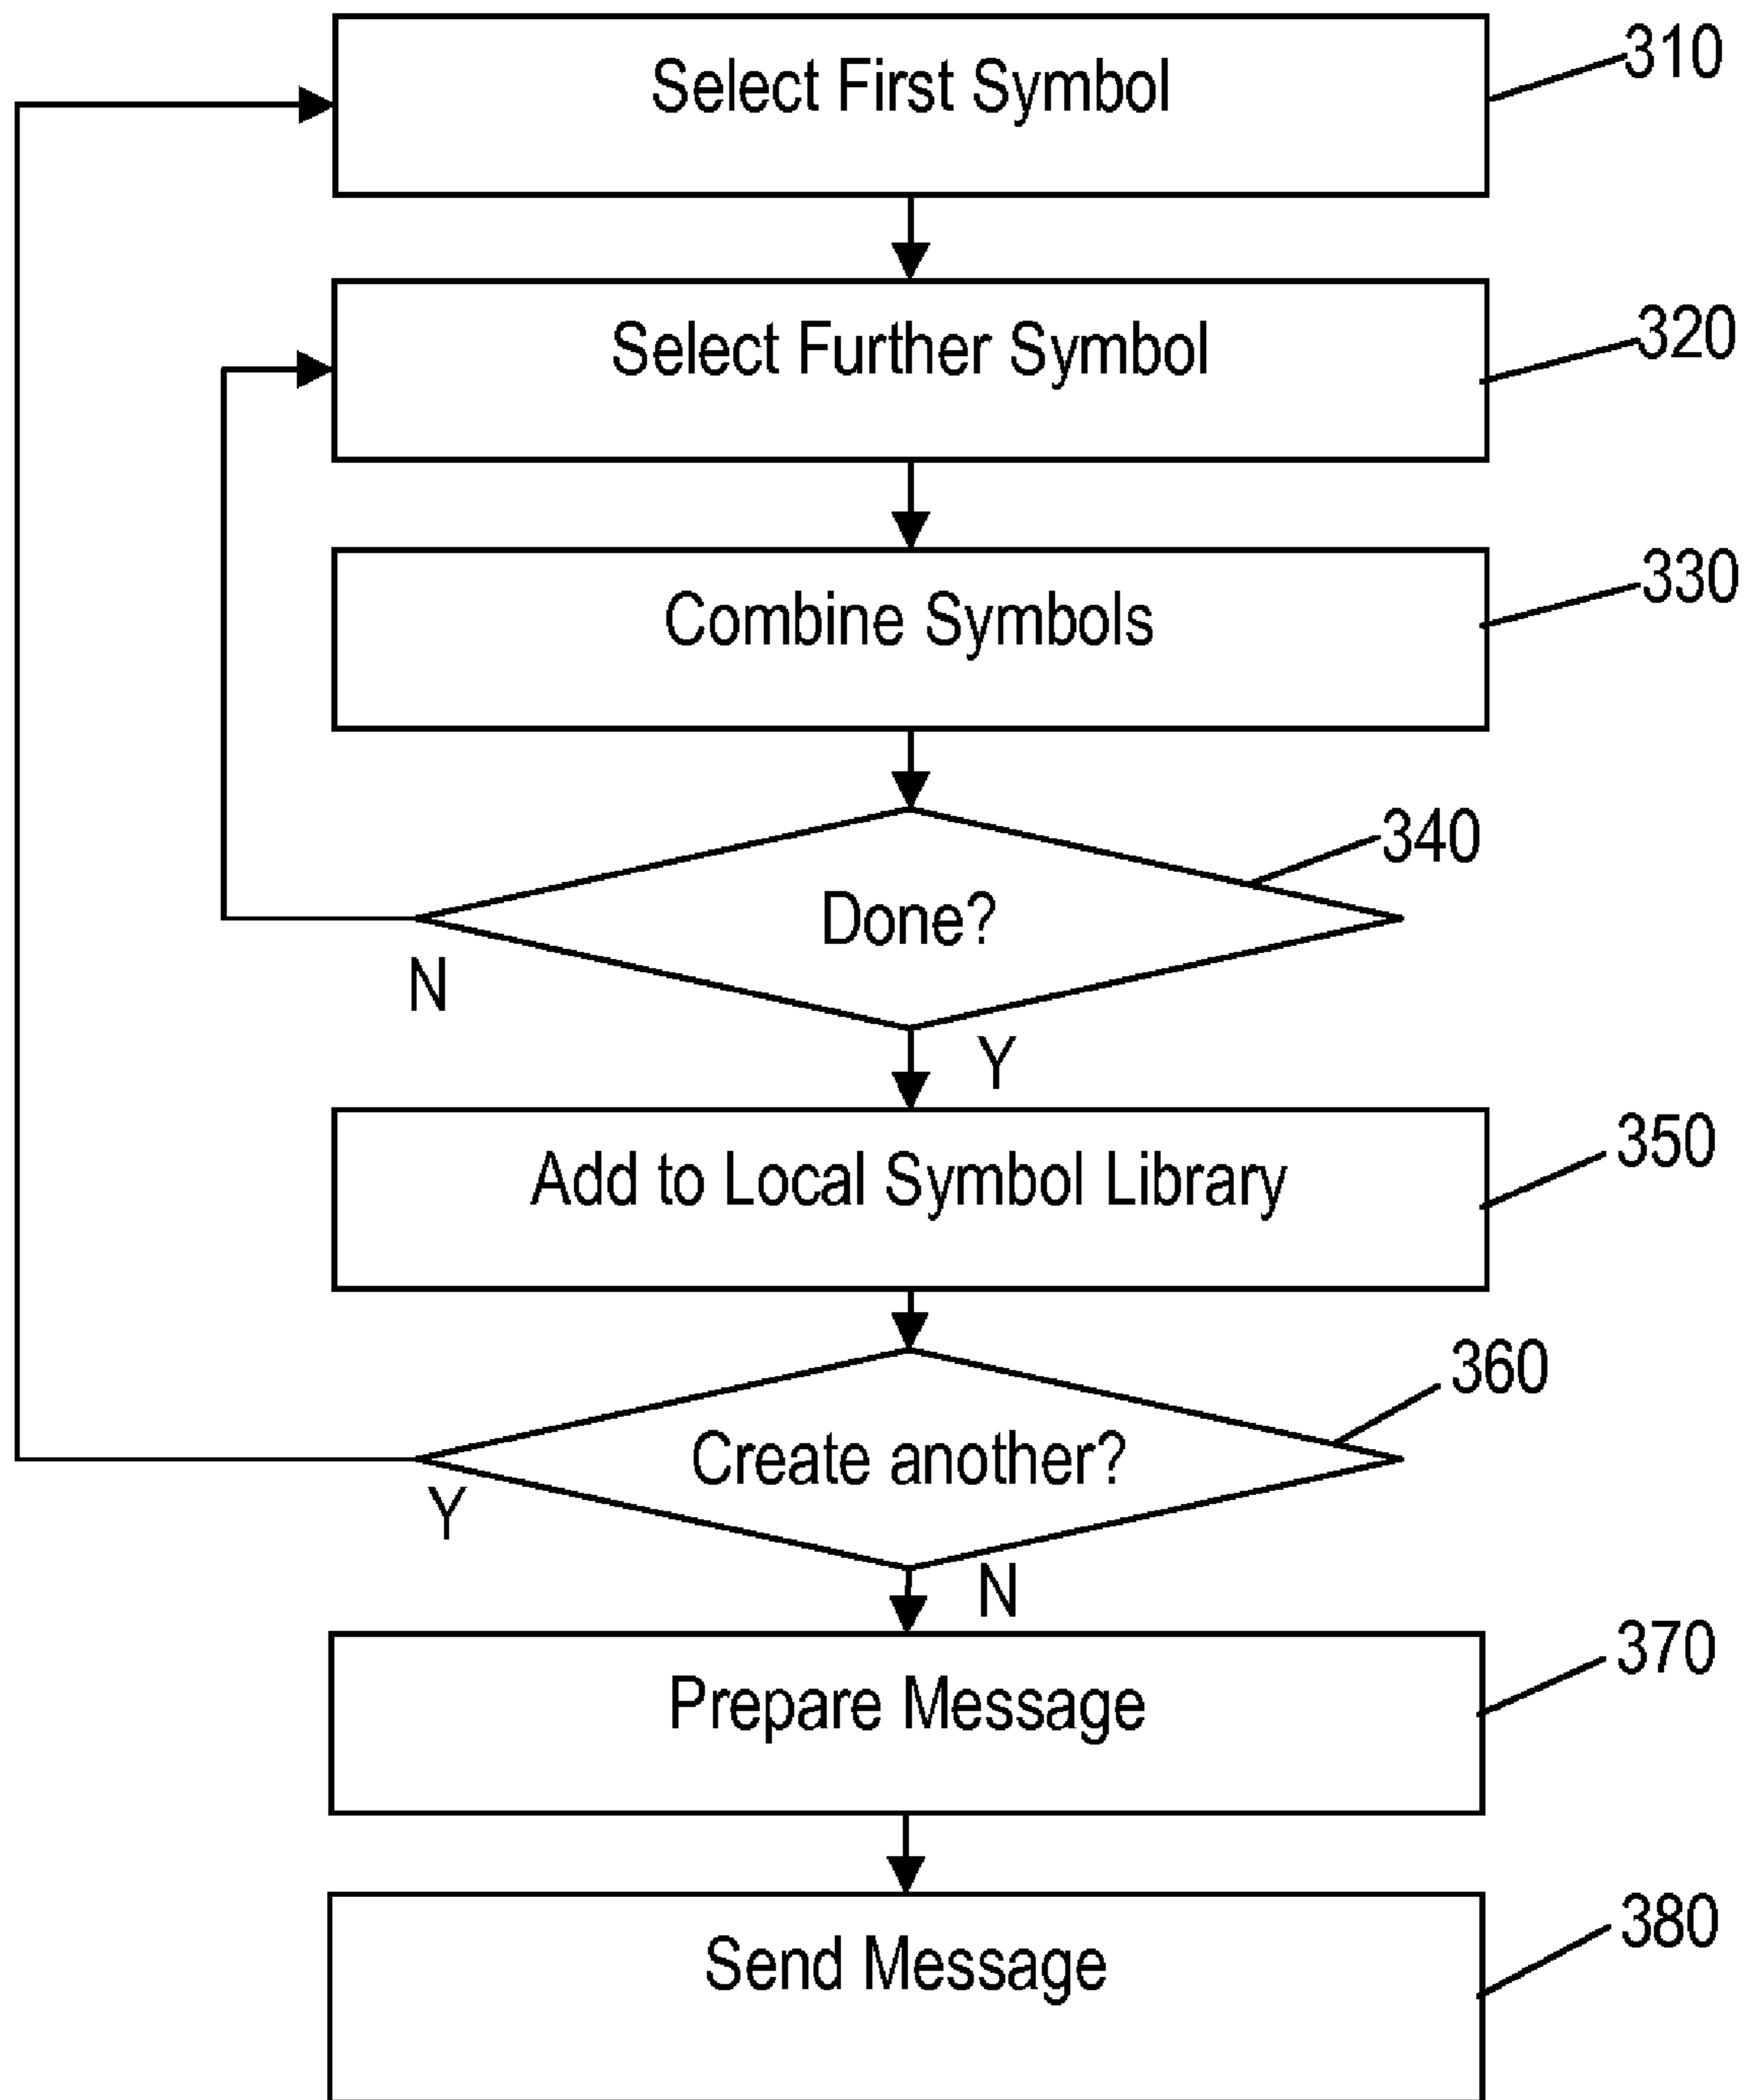 Select First Symbol
310
Select Further Symbol
320
Combine Symbols
330
340
Done?
N
Y
Add to Local Symbol Library
350
360
Create another?
Y
N
Prepare Message
370
Send Message
380